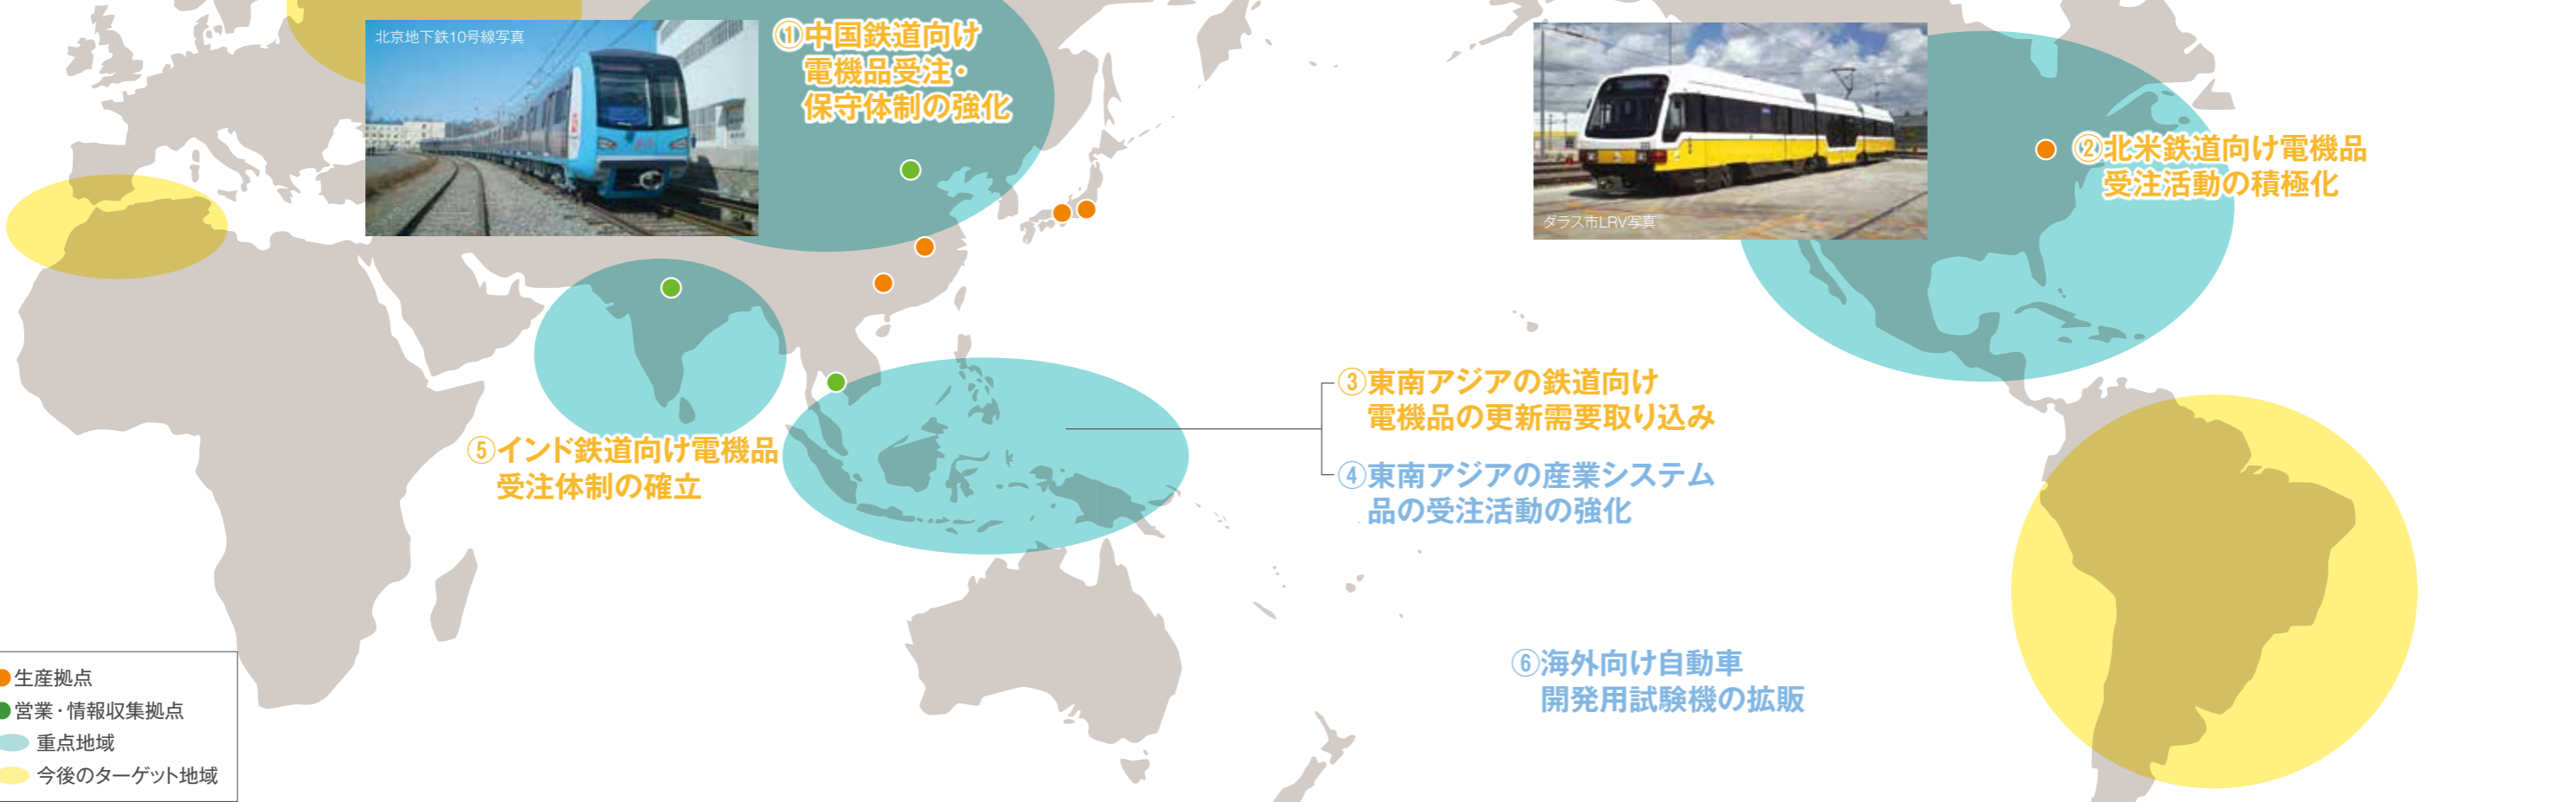 北京地下鉄10号線写真
①中国鉄道向け
電機品受注・
保守体制の強化
ダラス市LRV写真
②北米鉄道向け電機品
受注活動の積極化
③東南アジアの鉄道向け
電機品の更新需要取り込み
④東南アジアの産業システム
品の受注活動の強化
⑤インド鉄道向け電機品
受注体制の確立
⑥海外向け自動車
開発用試験機の拡販
生産拠点
営業・情報収集拠点
重点地域
今後のターゲット地域